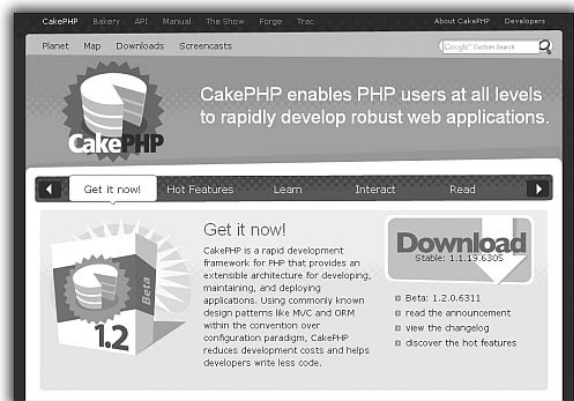 CakePHP Bakery API Manual The Show Forge Trac About CakePHP Developers
Planet Map Downloads Screencasts Google™ Custom Search
CakePHP enables PHP users at all levels
to rapidly develop robust web applications.
CakePHP
Get it now! Hot Features Learn Interact Read
Get it now!
CakePHP is a rapid development
framework for PHP that provides an
extensible architecture for developing,
maintaining, and deploying
applications. Using commonly known
design patterns like MVC and ORM
within the convention over
configuration paradigm, CakePHP
reduces development costs and helps
developers write less code.
Beta
1.2
Download
Stable: 1.1.19.6305
Beta: 1.2.0.6311
read the announcement
view the changelog
discover the hot features